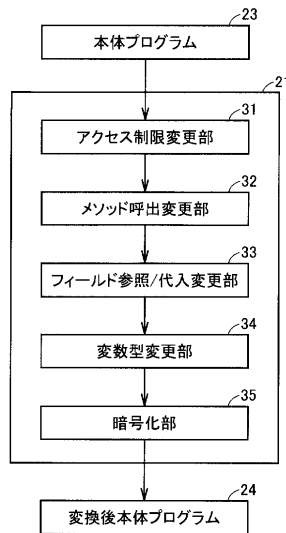 23
本体プログラム
21
31
アクセス制限変更部
32
メソッド呼出変更部
33
フィールド参照/代入変更部
34
変数型変更部
35
暗号化部
24
変換後本体プログラム